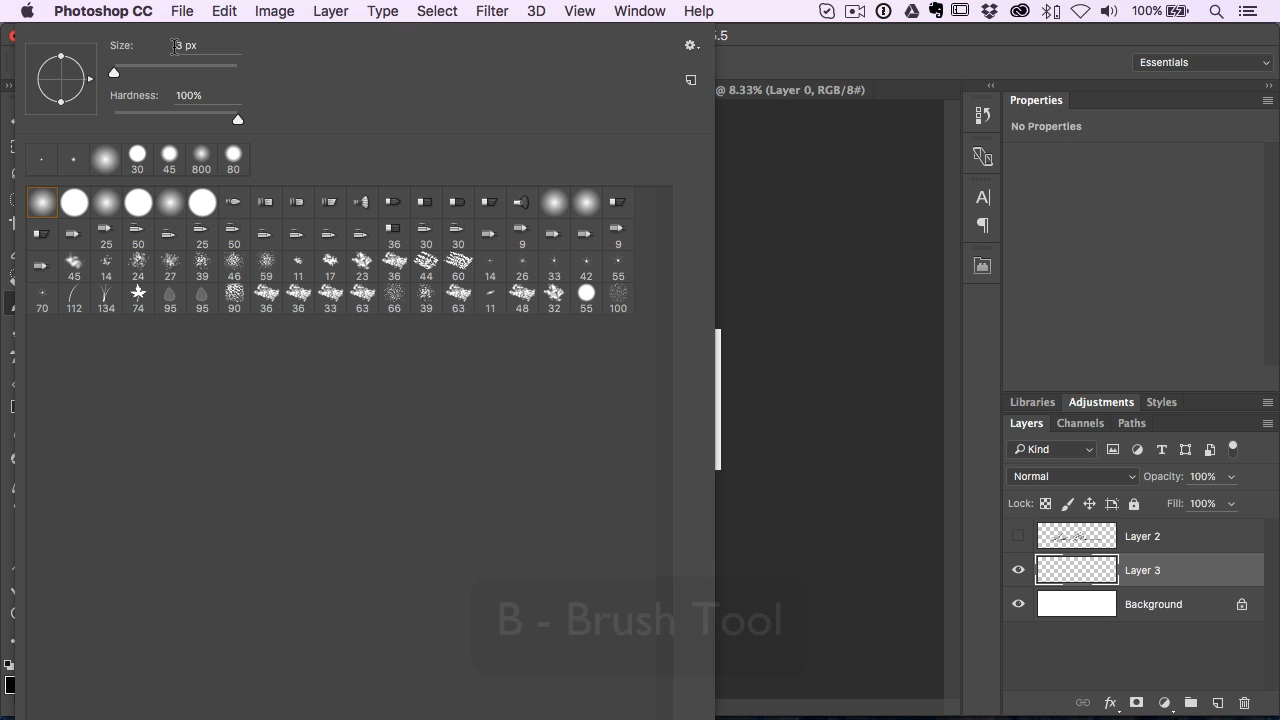 Photoshop CC File Edit Image Layer Type Select Filter 3D View Window Help 100%
Size: 3 px
5.5
Essentials
Hardness: 100%
@ 8.33% (Layer 0, RGB/8#)
Properties
No Properties
30 45 800 80
25 50 25 50 36 30 30 9 9
45 14 24 27 39 46 59 11 17 23 36 44 60 14 26 33 42 55
70 112 134 74 95 95 90 36 36 33 63 66 39 63 11 48 32 55 100
Libraries Adjustments Styles
Layers Channels Paths
Kind
Normal Opacity: 100%
Lock: Fill: 100%
Layer 2
Layer 3
Background
B - Brush Tool
fx